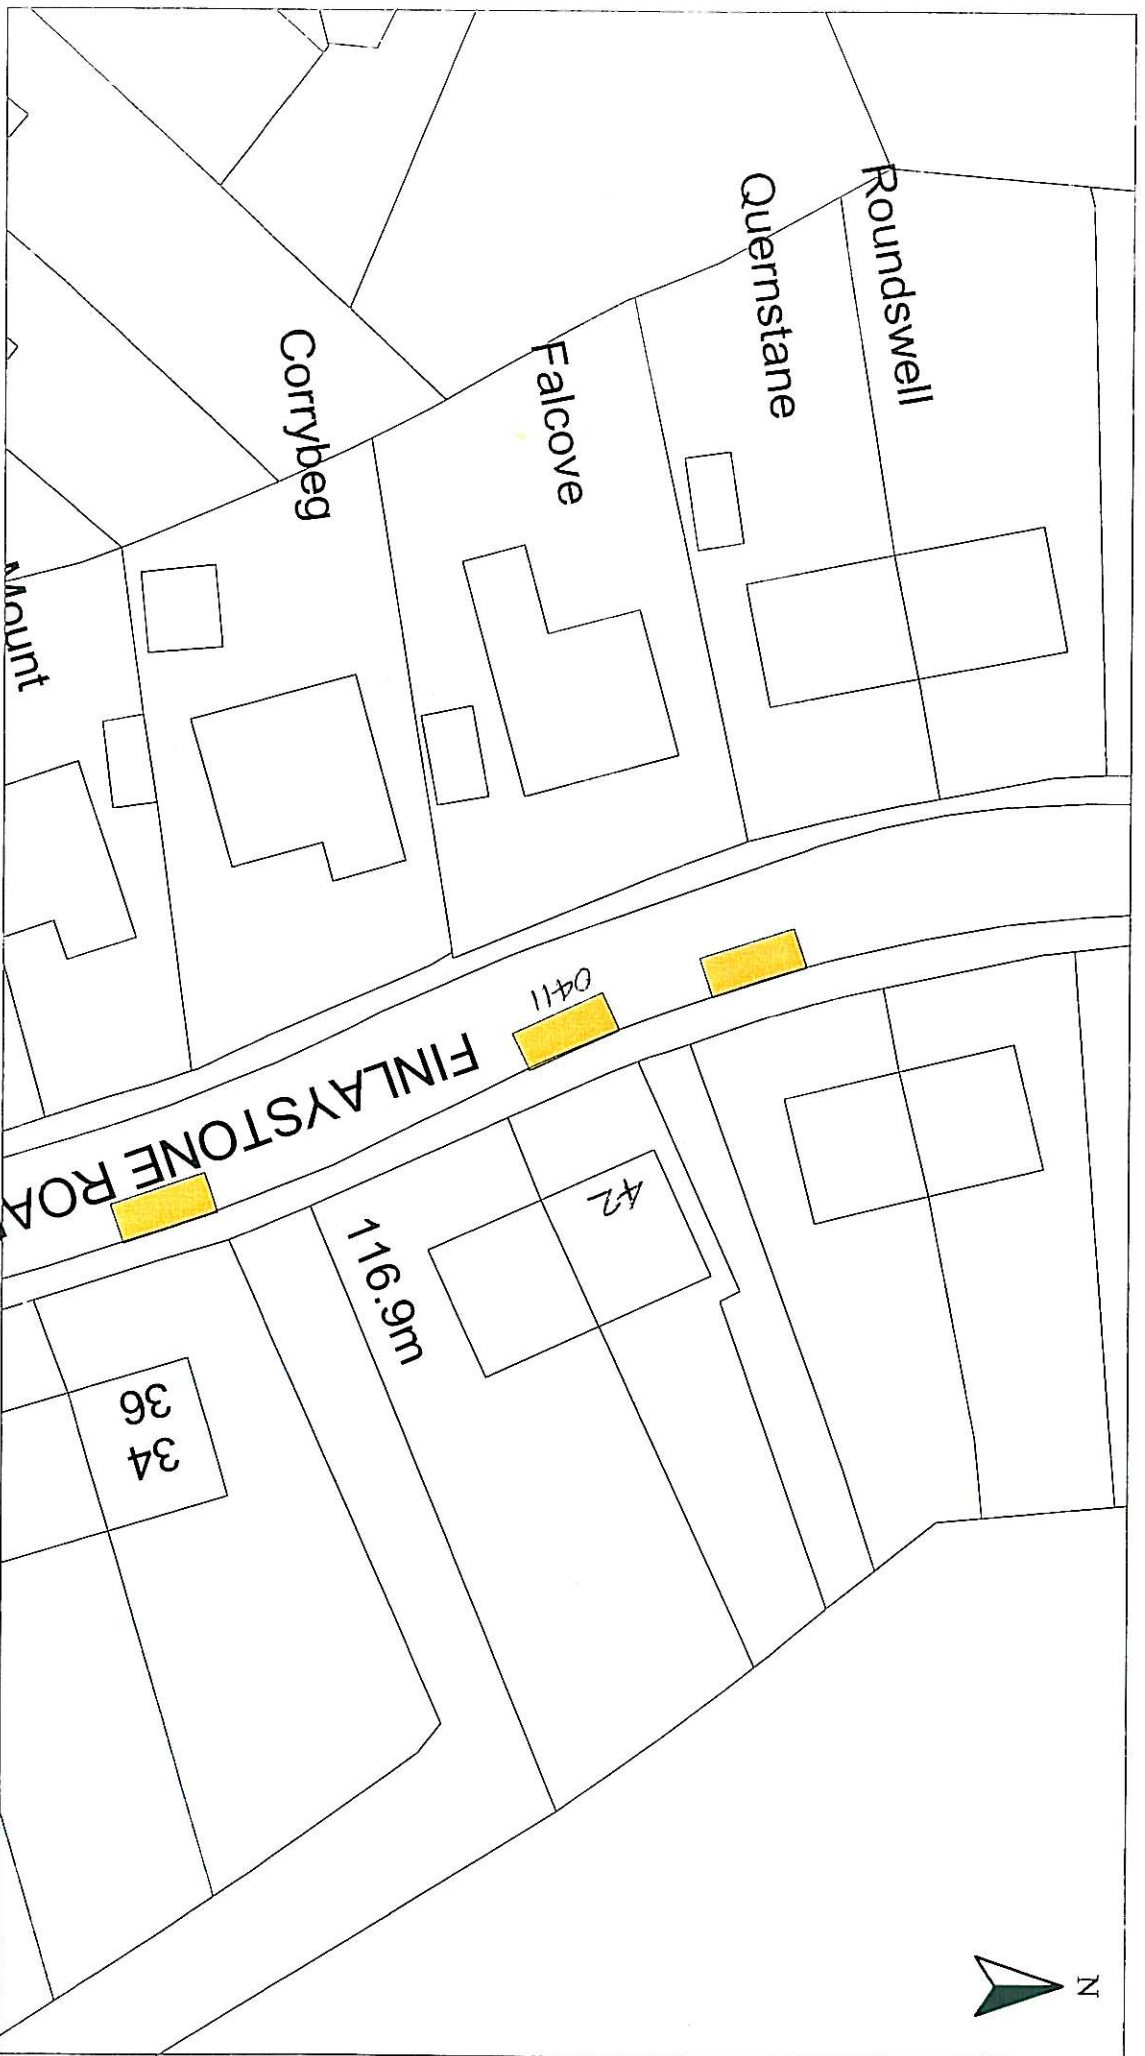 Roundswell
Quernstane
Falcove
Corrybeg
Mount
0411
FINLAYSTONE ROA
42
116.9m
36
34
N